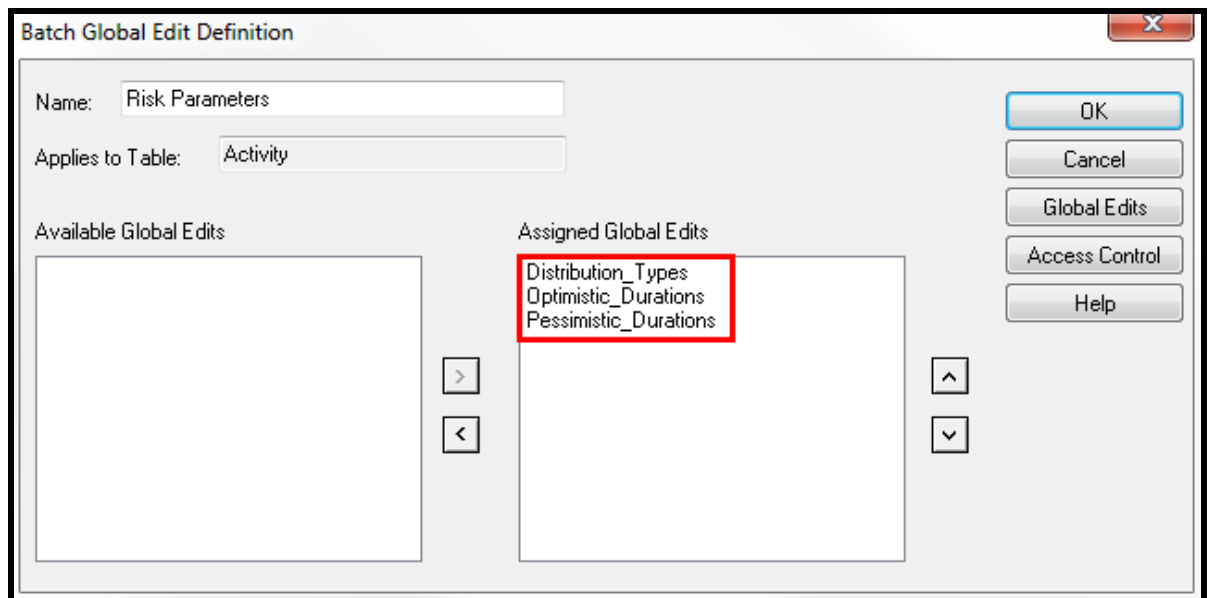 Batch Global Edit Definition
Name: Risk Parameters
OK
Applies to Table: Activity
Cancel
Global Edits
Available Global Edits
Assigned Global Edits
Access Control
Distribution_Types
Optimistic_Durations
Pessimistic_Durations
Help
>
<